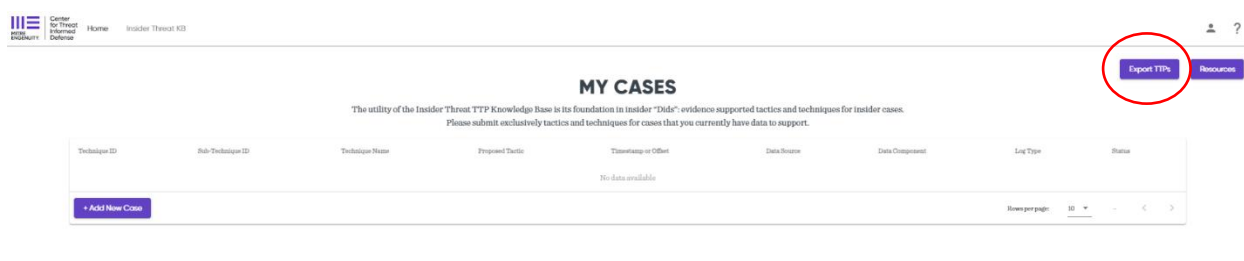 MITRE
ENGENUITY
Center
for Threat
Informed
Defense
Home
Insider Threat KB
?
Export TTPs
Resources
MY CASES
The utility of the Insider Threat TTP Knowledge Base is its foundation in insider "Dids": evidence supported tactics and techniques for insider cases.
Please submit exclusively tactics and techniques for cases that you currently have data to support.
Technique ID Sub-Technique ID Technique Name Proposed Tactic Timestamp or Offset Data Source Data Component Log Type Status
No data available
+ Add New Case
Rows per page: 10 –